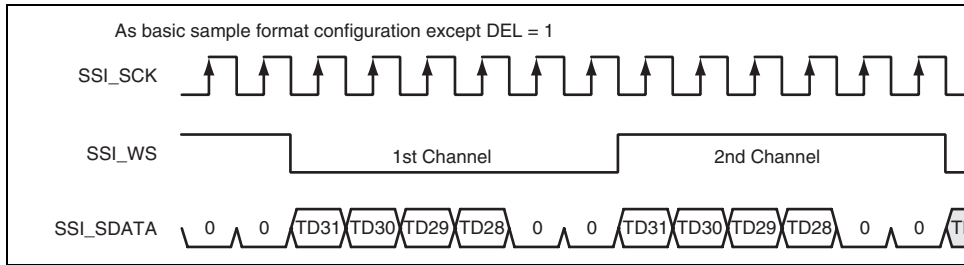 As basic sample format configuration except DEL = 1
SSI_SCK
SSI_WS 1st Channel 2nd Channel
SSI_SDATA 0 0 TD31 TD30 TD29 TD28 0 0 TD31 TD30 TD29 TD28 0 0